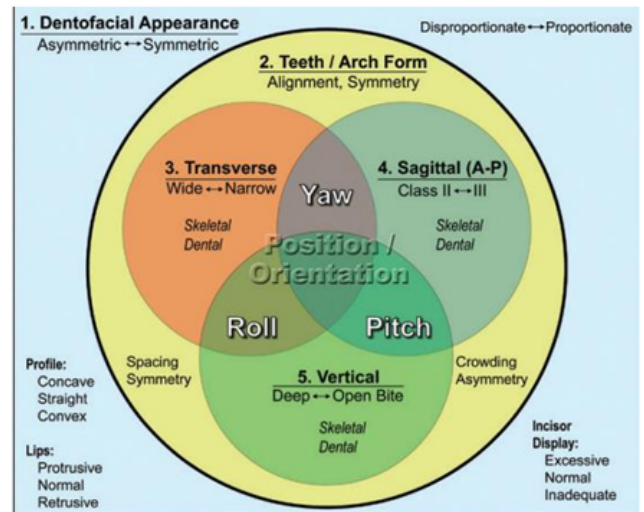 1. Dentofacial Appearance
Asymmetric ↔ Symmetric
Disproportionate ↔ Proportionate
2. Teeth / Arch Form
Alignment, Symmetry
3. Transverse
Wide ↔ Narrow
Skeletal
Dental
Yaw
4. Sagittal (A-P)
Class II ↔ III
Skeletal
Dental
Position /
Orientation
Roll
Pitch
Spacing
Symmetry
5. Vertical
Deep ↔ Open Bite
Skeletal
Dental
Crowding
Asymmetry
Profile:
Concave
Straight
Convex
Lips:
Protrusive
Normal
Retrusive
Incisor
Display:
Excessive
Normal
Inadequate